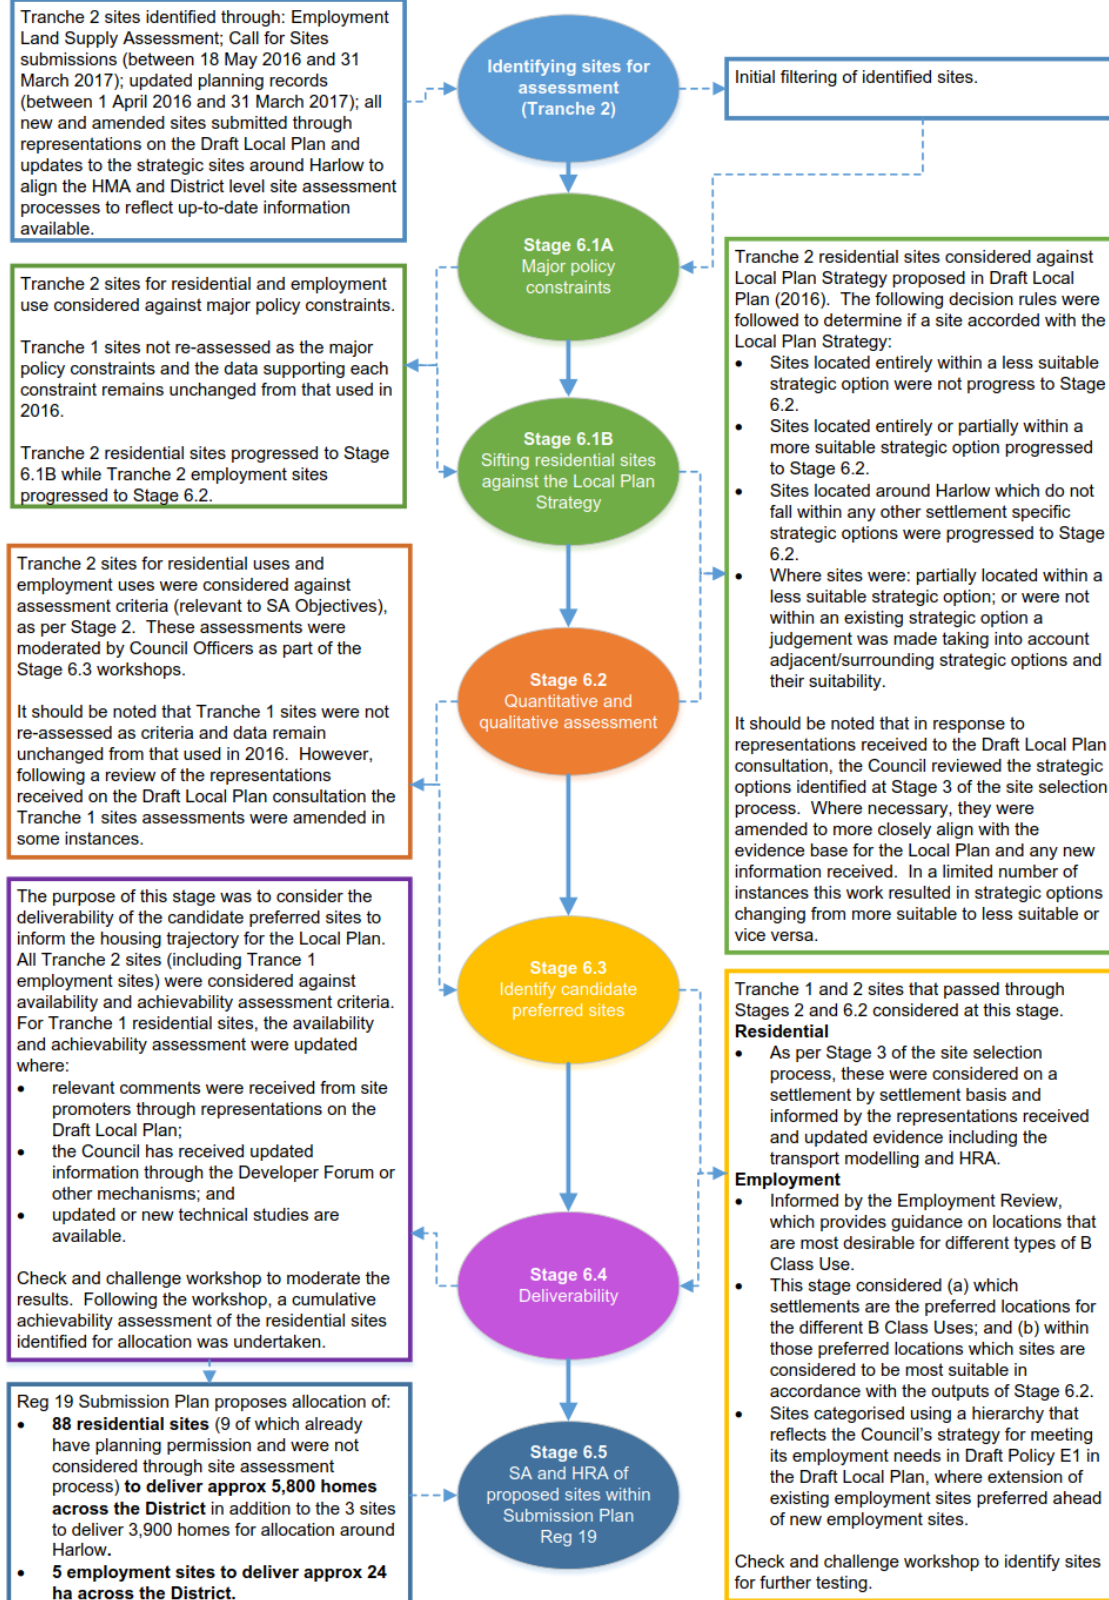 Tranche 2 sites identified through: Employment
Land Supply Assessment; Call for Sites
submissions (between 18 May 2016 and 31
March 2017); updated planning records
(between 1 April 2016 and 31 March 2017); all
new and amended sites submitted through
representations on the Draft Local Plan and
updates to the strategic sites around Harlow to
align the HMA and District level site assessment
processes to reflect up-to-date information
available.
Identifying sites for
assessment
(Tranche 2)
Initial filtering of identified sites.
Stage 6.1A
Major policy
constraints
Tranche 2 sites for residential and employment
use considered against major policy constraints.
Tranche 1 sites not re-assessed as the major
policy constraints and the data supporting each
constraint remains unchanged from that used in
2016.
Tranche 2 residential sites progressed to Stage
6.1B while Tranche 2 employment sites
progressed to Stage 6.2.
Stage 6.1B
Sifting residential sites
against the Local Plan
Strategy
Tranche 2 residential sites considered against
Local Plan Strategy proposed in Draft Local
Plan (2016).  The following decision rules were
followed to determine if a site accorded with the
Local Plan Strategy:
• Sites located entirely within a less suitable
strategic option were not progress to Stage
6.2.
• Sites located entirely or partially within a
more suitable strategic option progressed
to Stage 6.2.
• Sites located around Harlow which do not
fall within any other settlement specific
strategic options were progressed to Stage
6.2.
• Where sites were: partially located within a
less suitable strategic option; or were not
within an existing strategic option a
judgement was made taking into account
adjacent/surrounding strategic options and
their suitability.
It should be noted that in response to
representations received to the Draft Local Plan
consultation, the Council reviewed the strategic
options identified at Stage 3 of the site selection
process.  Where necessary, they were
amended to more closely align with the
evidence base for the Local Plan and any new
information received.  In a limited number of
instances this work resulted in strategic options
changing from more suitable to less suitable or
vice versa.
Tranche 2 sites for residential uses and
employment uses were considered against
assessment criteria (relevant to SA Objectives),
as per Stage 2.  These assessments were
moderated by Council Officers as part of the
Stage 6.3 workshops.
It should be noted that Tranche 1 sites were not
re-assessed as criteria and data remain
unchanged from that used in 2016.  However,
following a review of the representations
received on the Draft Local Plan consultation the
Tranche 1 sites assessments were amended in
some instances.
Stage 6.2
Quantitative and
qualitative assessment
The purpose of this stage was to consider the
deliverability of the candidate preferred sites to
inform the housing trajectory for the Local Plan.
All Tranche 2 sites (including Trance 1
employment sites) were considered against
availability and achievability assessment criteria.
For Tranche 1 residential sites, the availability
and achievability assessment were updated
where:
• relevant comments were received from site
promoters through representations on the
Draft Local Plan;
• the Council has received updated
information through the Developer Forum or
other mechanisms; and
• updated or new technical studies are
available.
Check and challenge workshop to moderate the
results.  Following the workshop, a cumulative
achievability assessment of the residential sites
identified for allocation was undertaken.
Stage 6.3
Identify candidate
preferred sites
Tranche 1 and 2 sites that passed through
Stages 2 and 6.2 considered at this stage.
Residential
• As per Stage 3 of the site selection
process, these were considered on a
settlement by settlement basis and
informed by the representations received
and updated evidence including the
transport modelling and HRA.
Employment
• Informed by the Employment Review,
which provides guidance on locations that
are most desirable for different types of B
Class Use.
• This stage considered (a) which
settlements are the preferred locations for
the different B Class Uses; and (b) within
those preferred locations which sites are
considered to be most suitable in
accordance with the outputs of Stage 6.2.
• Sites categorised using a hierarchy that
reflects the Council's strategy for meeting
its employment needs in Draft Policy E1 in
the Draft Local Plan, where extension of
existing employment sites preferred ahead
of new employment sites.
Check and challenge workshop to identify sites
for further testing.
Stage 6.4
Deliverability
Reg 19 Submission Plan proposes allocation of:
• 88 residential sites (9 of which already
have planning permission and were not
considered through site assessment
process) to deliver approx 5,800 homes
across the District in addition to the 3 sites
to deliver 3,900 homes for allocation around
Harlow.
• 5 employment sites to deliver approx 24
ha across the District.
Stage 6.5
SA and HRA of
proposed sites within
Submission Plan
Reg 19